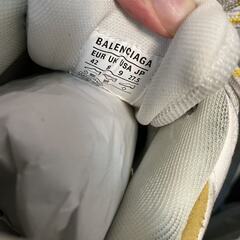 BALENCIAGA
EUR UK USA JP
42 8 9 27.5